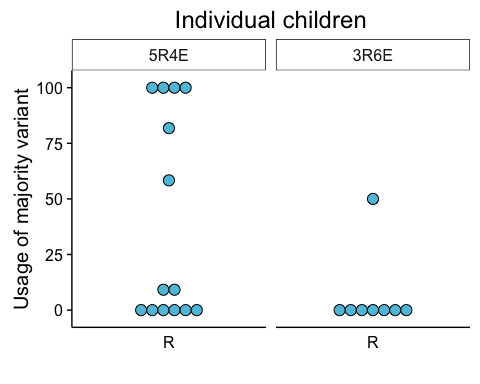 Individual children
5R4E 3R6E
Usage of majority variant
100
75
50
25
0
R R